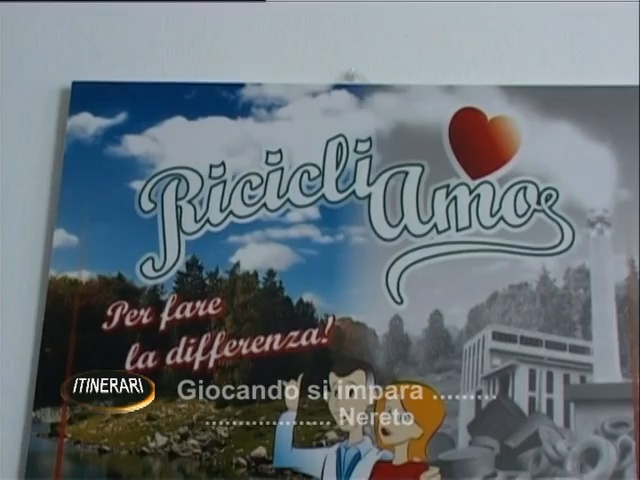 RicicliAmo
Per fare
la differenza!
ITINERARI
Giocando si impara .........
.................. Nereto